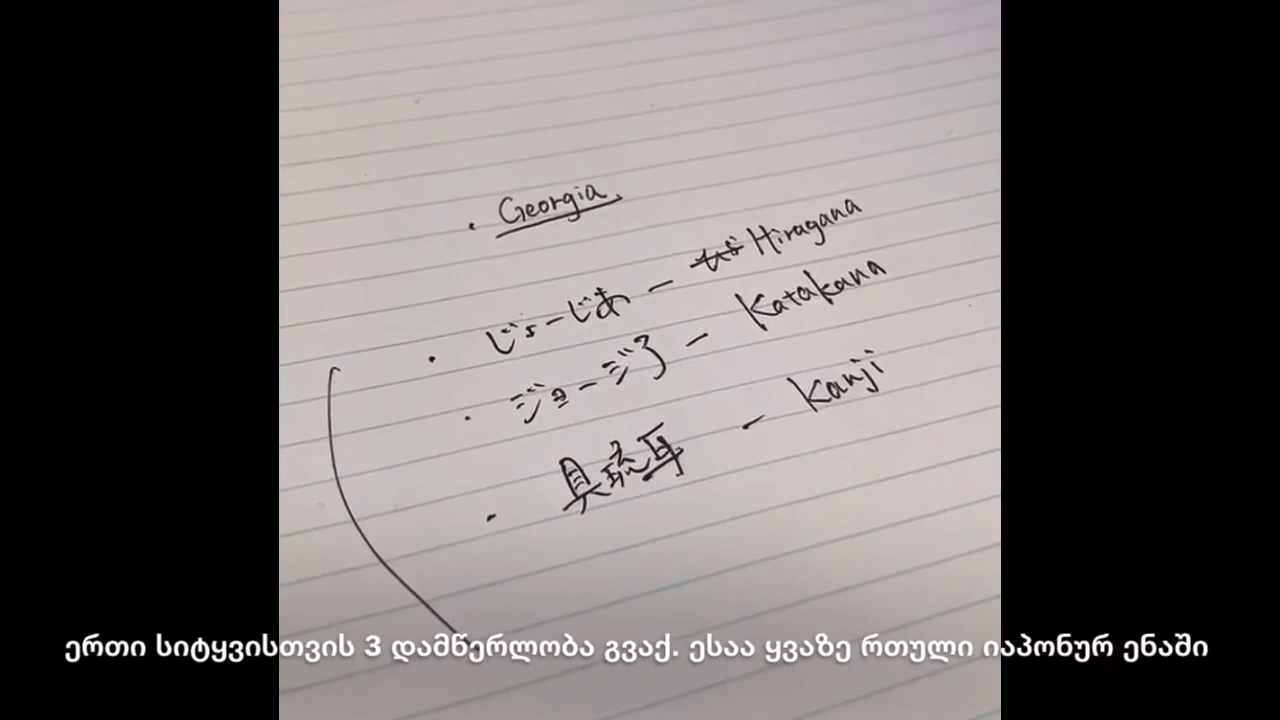 · Georgia
· じょーじあ - Hiragana
· ジョージア - Katakana
· 具琉耳 - Kanji
ერთი სიტყვისთვის 3 დამწერლობა გვაქ. ესაა ყვაზე რთული იაპონურ ენაში